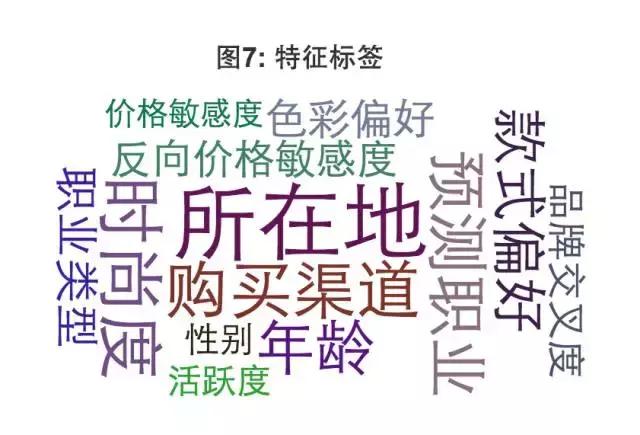 图7: 特征标签
价格敏感度
色彩偏好
反向价格敏感度
职业类型
时尚度
所在地
购买渠道
性别
年龄
活跃度
预测职业
款式偏好
品牌交叉度